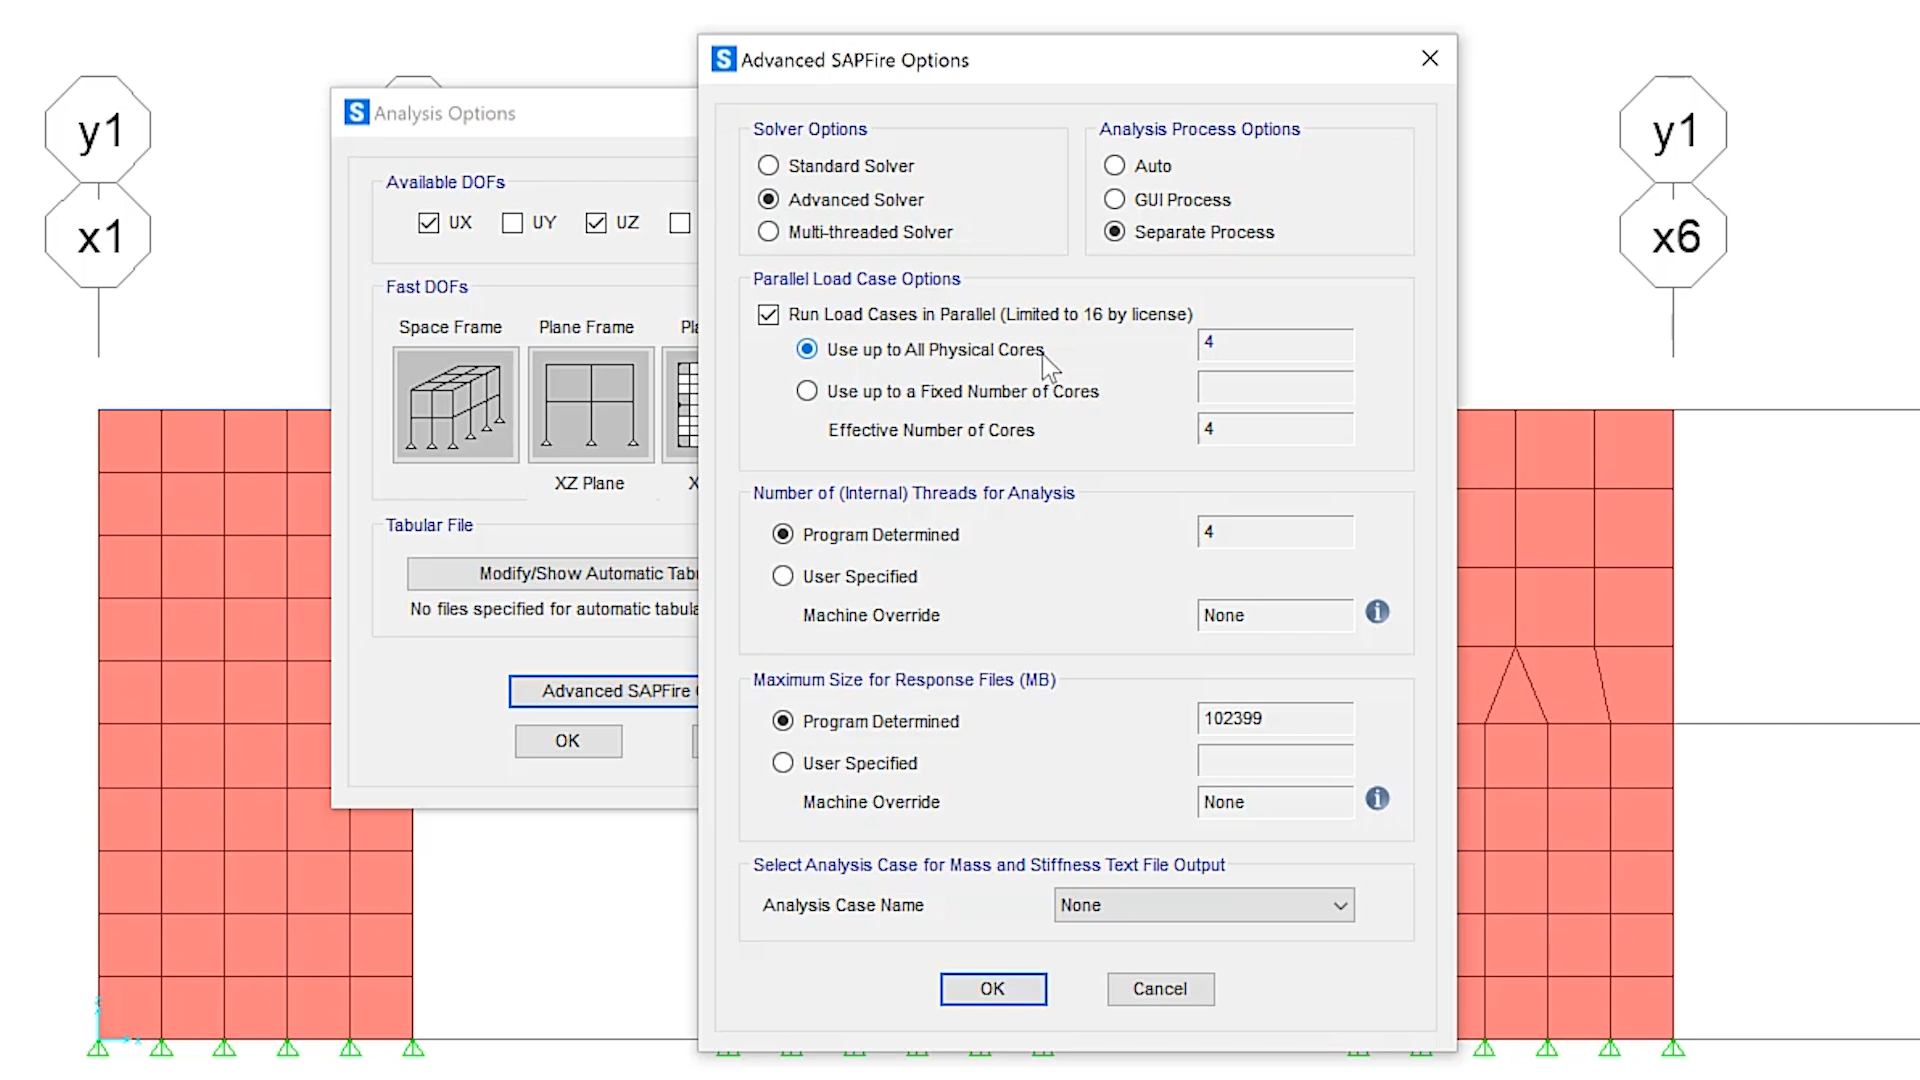 y1
x1
y1
x6
S Analysis Options
Available DOFs
UX UY UZ
Fast DOFs
Space Frame Plane Frame
XZ Plane X
Tabular File
Modify/Show Automatic
No files specified for automatic
Advanced SAPFire
OK
S Advanced SAPFire Options
Solver Options
Standard Solver
Advanced Solver
Multi-threaded Solver
Analysis Process Options
Auto
GUI Process
Separate Process
Parallel Load Case Options
Run Load Cases in Parallel (Limited to 16 by license)
Use up to All Physical Cores 4
Use up to a Fixed Number of Cores
Effective Number of Cores 4
Number of (Internal) Threads for Analysis
Program Determined 4
User Specified
Machine Override None
Maximum Size for Response Files (MB)
Program Determined 102399
User Specified
Machine Override None
Select Analysis Case for Mass and Stiffness Text File Output
Analysis Case Name None
OK Cancel